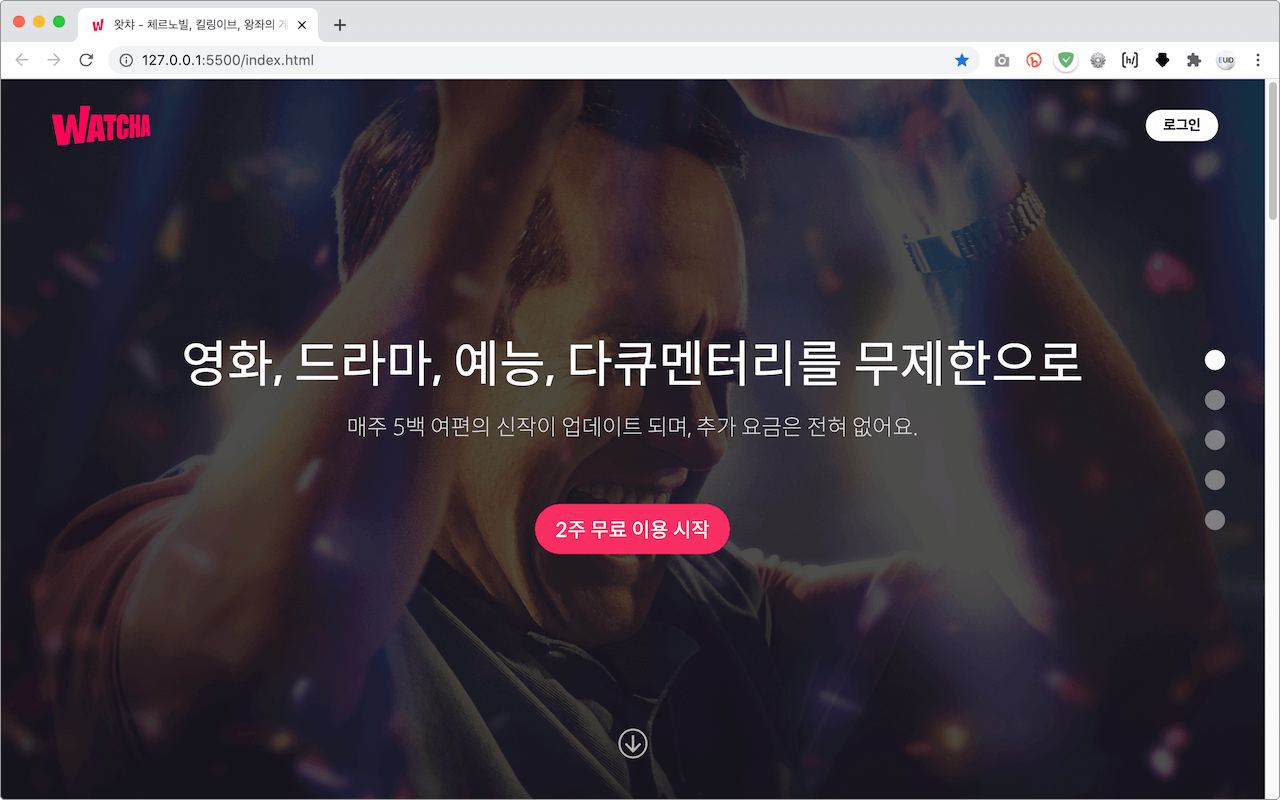 왓챠 - 체르노빌, 킬링이브, 왕좌의 게
127.0.0.1:5500/index.html
EUID
WATCHA
로그인
영화, 드라마, 예능, 다큐멘터리를 무제한으로
매주 5백 여편의 신작이 업데이트 되며, 추가 요금은 전혀 없어요.
2주 무료 이용 시작